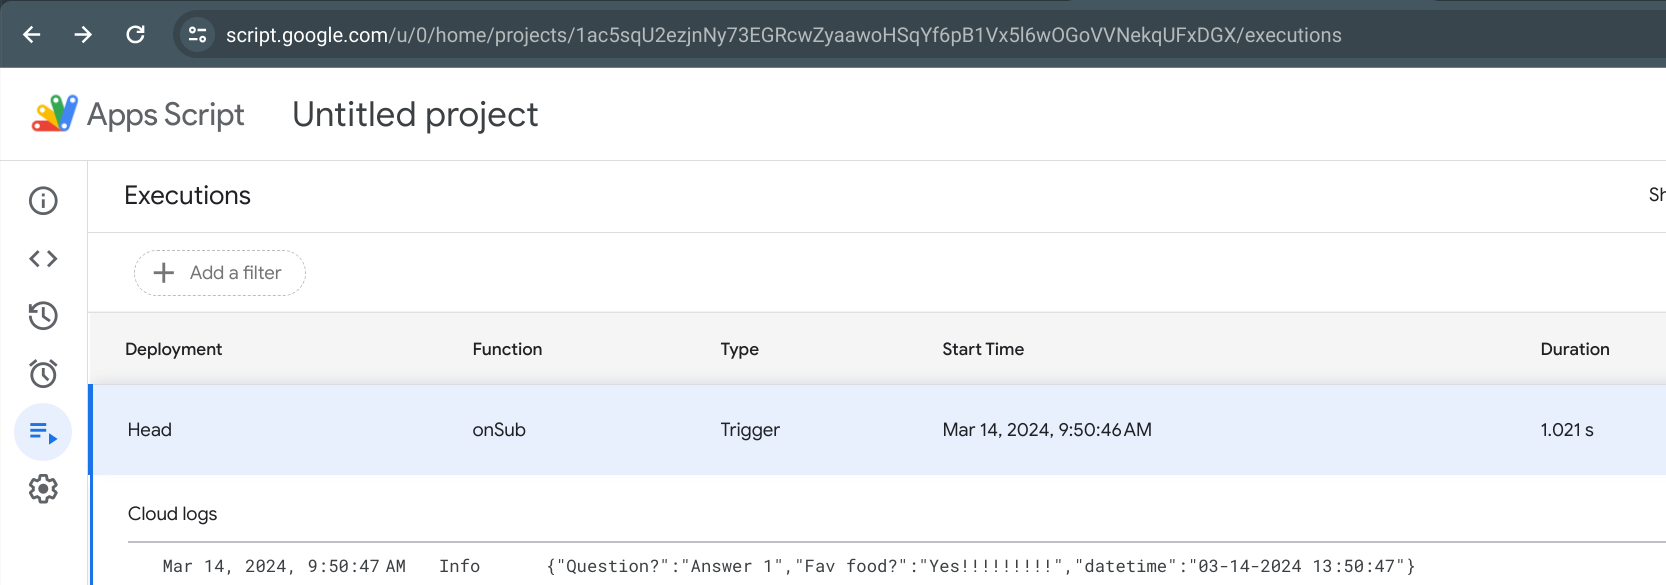 script.google.com/u/0/home/projects/1ac5sqU2ezjnNy73EGRcwZyaawoHSqYf6pB1Vx5l6wOGoVVNekqUFxDGX/executions
Apps Script Untitled project
Executions Sh
+ Add a filter
Deployment Function Type Start Time Duration
Head onSub Trigger Mar 14, 2024, 9:50:46 AM 1.021 s
Cloud logs
Mar 14, 2024, 9:50:47 AM Info {"Question?":"Answer 1","Fav food?":"Yes!!!!!!!!!","datetime":"03-14-2024 13:50:47"}